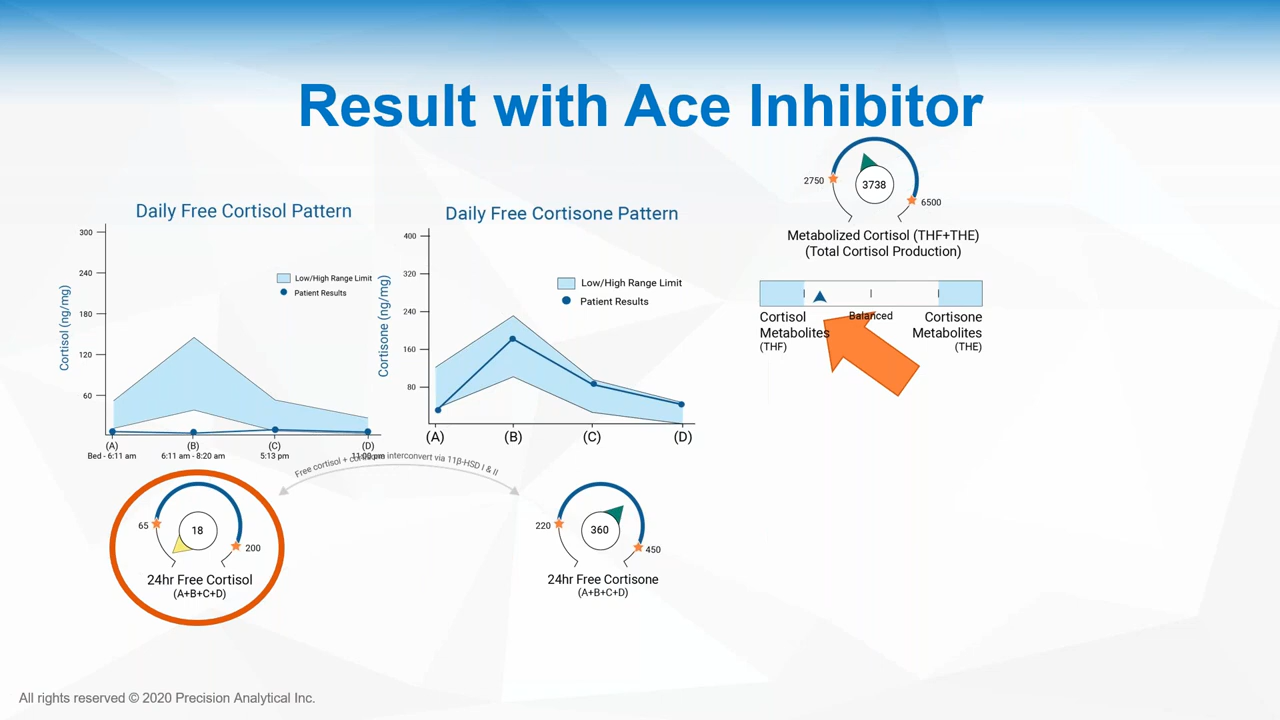 Result with Ace Inhibitor
Daily Free Cortisol Pattern
300
240
180
120
60
Cortisol (ng/mg)
Low/High Range Limit
Patient Results
(A)
(B)
(C)
(D)
Bed - 6:11 am
6:11 am - 8:20 am
5:13 pm
11:00 pm
Daily Free Cortisone Pattern
400
320
240
160
80
Cortisone (ng/mg)
Low/High Range Limit
Patient Results
(A)
(B)
(C)
(D)
Free cortisol + cortisone interconvert via 11β-HSD I & II
65
18
200
24hr Free Cortisol
(A+B+C+D)
220
360
450
24hr Free Cortisone
(A+B+C+D)
2750
3738
6500
Metabolized Cortisol (THF+THE)
(Total Cortisol Production)
Cortisol
Metabolites
(THF)
Balanced
Cortisone
Metabolites
(THE)
All rights reserved © 2020 Precision Analytical Inc.